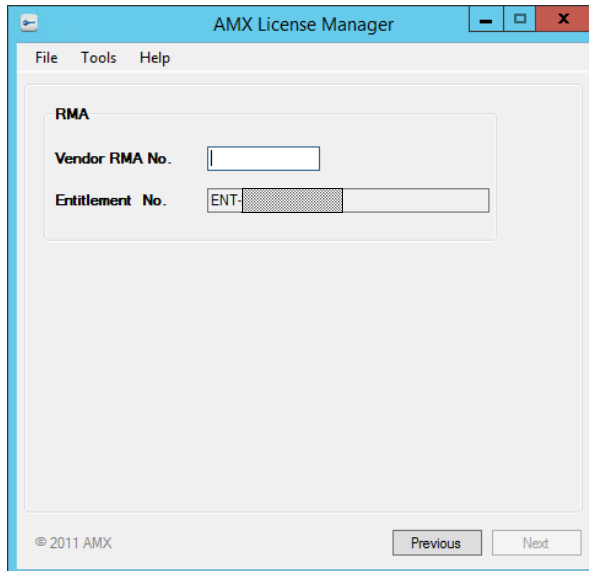 AMX License Manager
File Tools Help
RMA
Vendor RMA No.
Entitlement No. ENT-
© 2011 AMX Previous Next